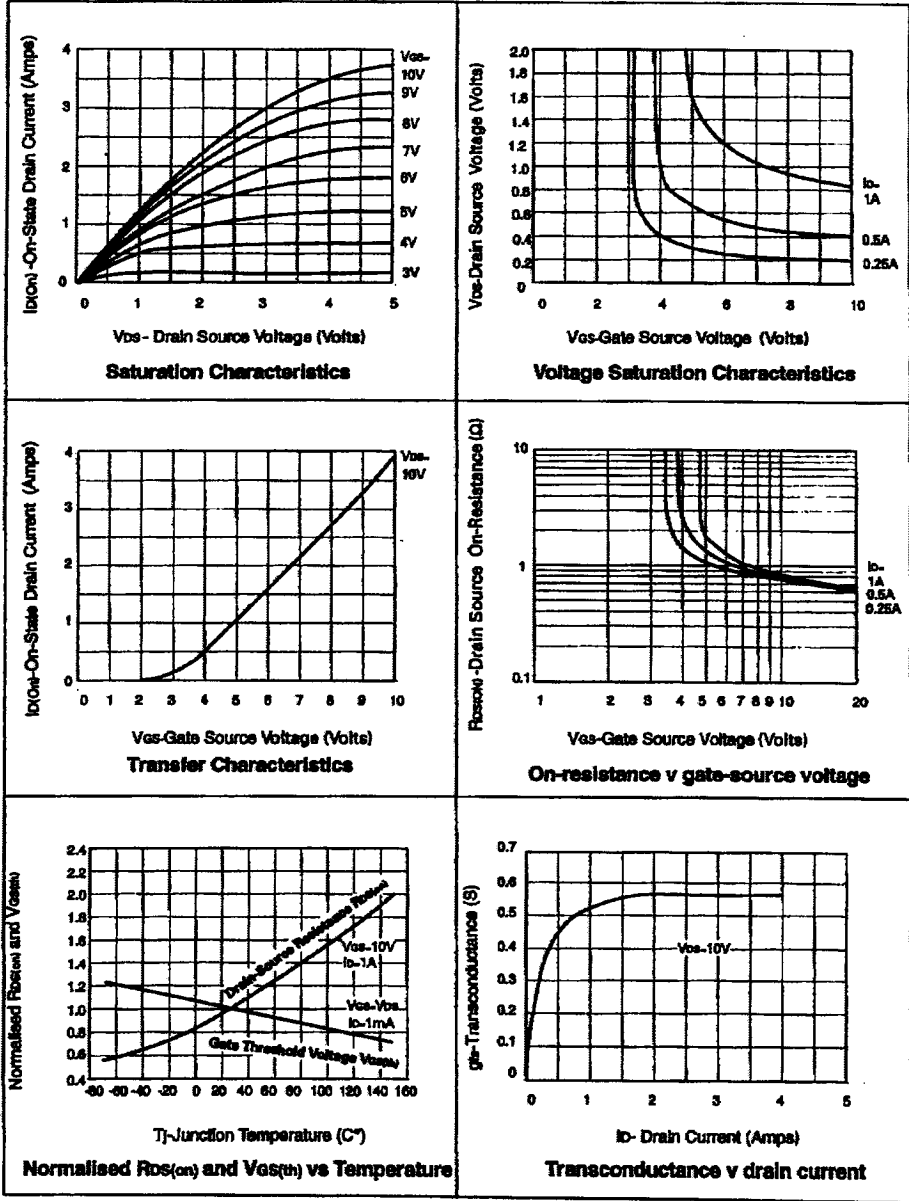 ID(On) -On-State Drain Current (Amps)
4
3
2
1
0
0 1 2 3 4 5
VGS=
10V
9V
8V
7V
6V
5V
4V
3V
VDS- Drain Source Voltage (Volts)
Saturation Characteristics
VDS-Drain Source Voltage (Volts)
2.0
1.8
1.6
1.4
1.2
1.0
0.8
0.6
0.4
0.2
0
0 2 4 6 8 10
ID=
1A
0.5A
0.25A
VGS-Gate Source Voltage (Volts)
Voltage Saturation Characteristics
ID(On)-On-State Drain Current (Amps)
4
3
2
1
0
0 1 2 3 4 5 6 7 8 9 10
VDS=
10V
VGS-Gate Source Voltage (Volts)
Transfer Characteristics
RDS(ON)-Drain Source On-Resistance (Ω)
10
1
0.1
1 2 3 4 5 6 7 8 9 10 20
ID=
1A
0.5A
0.25A
VGS-Gate Source Voltage (Volts)
On-resistance v gate-source voltage
Normalised RDS(on) and VGS(th)
2.4
2.2
2.0
1.8
1.6
1.4
1.2
1.0
0.8
0.6
0.4
-80 -60 -40 -20 0 20 40 60 80 100 120 140 160
Drain-Source Resistance RDS(on)
VGS=10V
ID=1A
VGS=VDS
ID=1mA
Gate Threshold Voltage VGS(th)
Tj-Junction Temperature (C°)
Normalised RDS(on) and VGS(th) vs Temperature
gfs-Transconductance (S)
0.7
0.6
0.5
0.4
0.3
0.2
0.1
0
0 1 2 3 4 5
VDS=10V
ID- Drain Current (Amps)
Transconductance v drain current